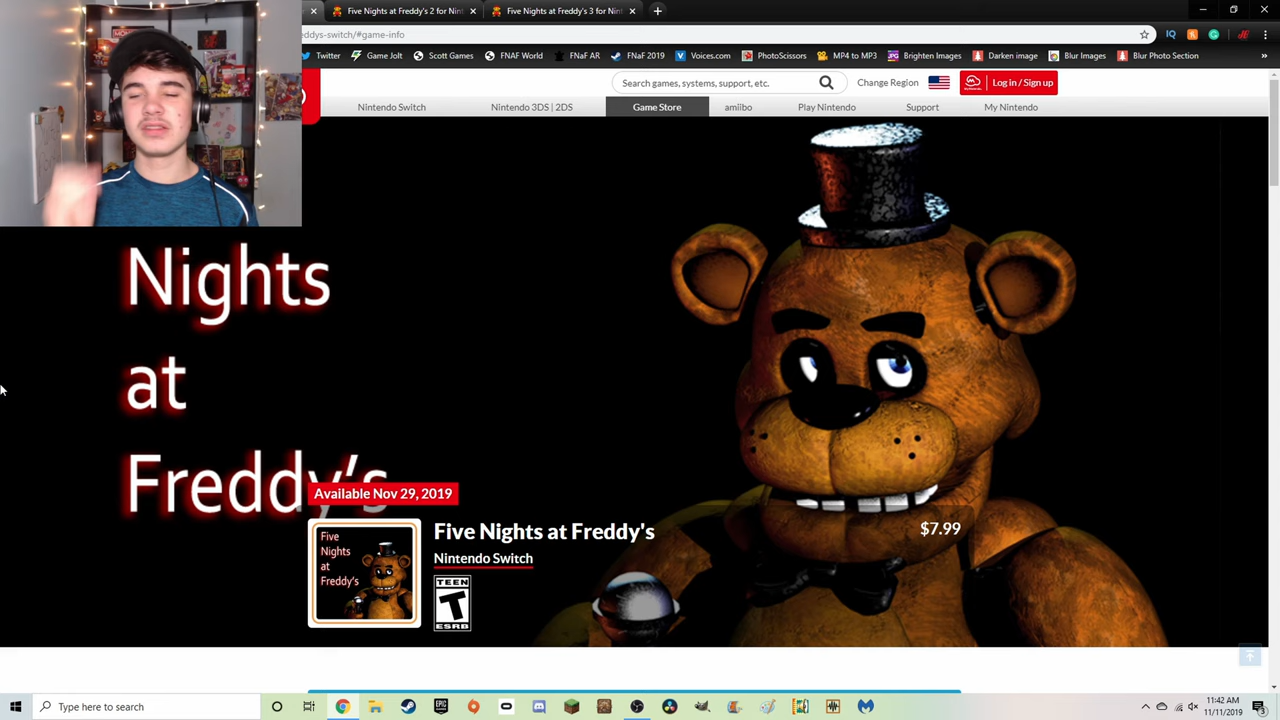 Five Nights at Freddy's 2 for Nint
Five Nights at Freddy's 3 for Nint
eddys-switch/#game-info
Twitter
Game Jolt
Scott Games
FNAF World
FNaF AR
FNaF 2019
Voices.com
PhotoScissors
MP4 to MP3
Brighten Images
Darken image
Blur Images
Blur Photo Section
Search games, systems, support, etc.
Change Region
Log in / Sign up
Nintendo Switch
Nintendo 3DS | 2DS
Game Store
amiibo
Play Nintendo
Support
My Nintendo
Nights
at
Freddy's
Available Nov 29, 2019
Five
Nights
at
Freddy's
Five Nights at Freddy's
$7.99
Nintendo Switch
TEEN
T
ESRB
Type here to search
11:42 AM
11/11/2019